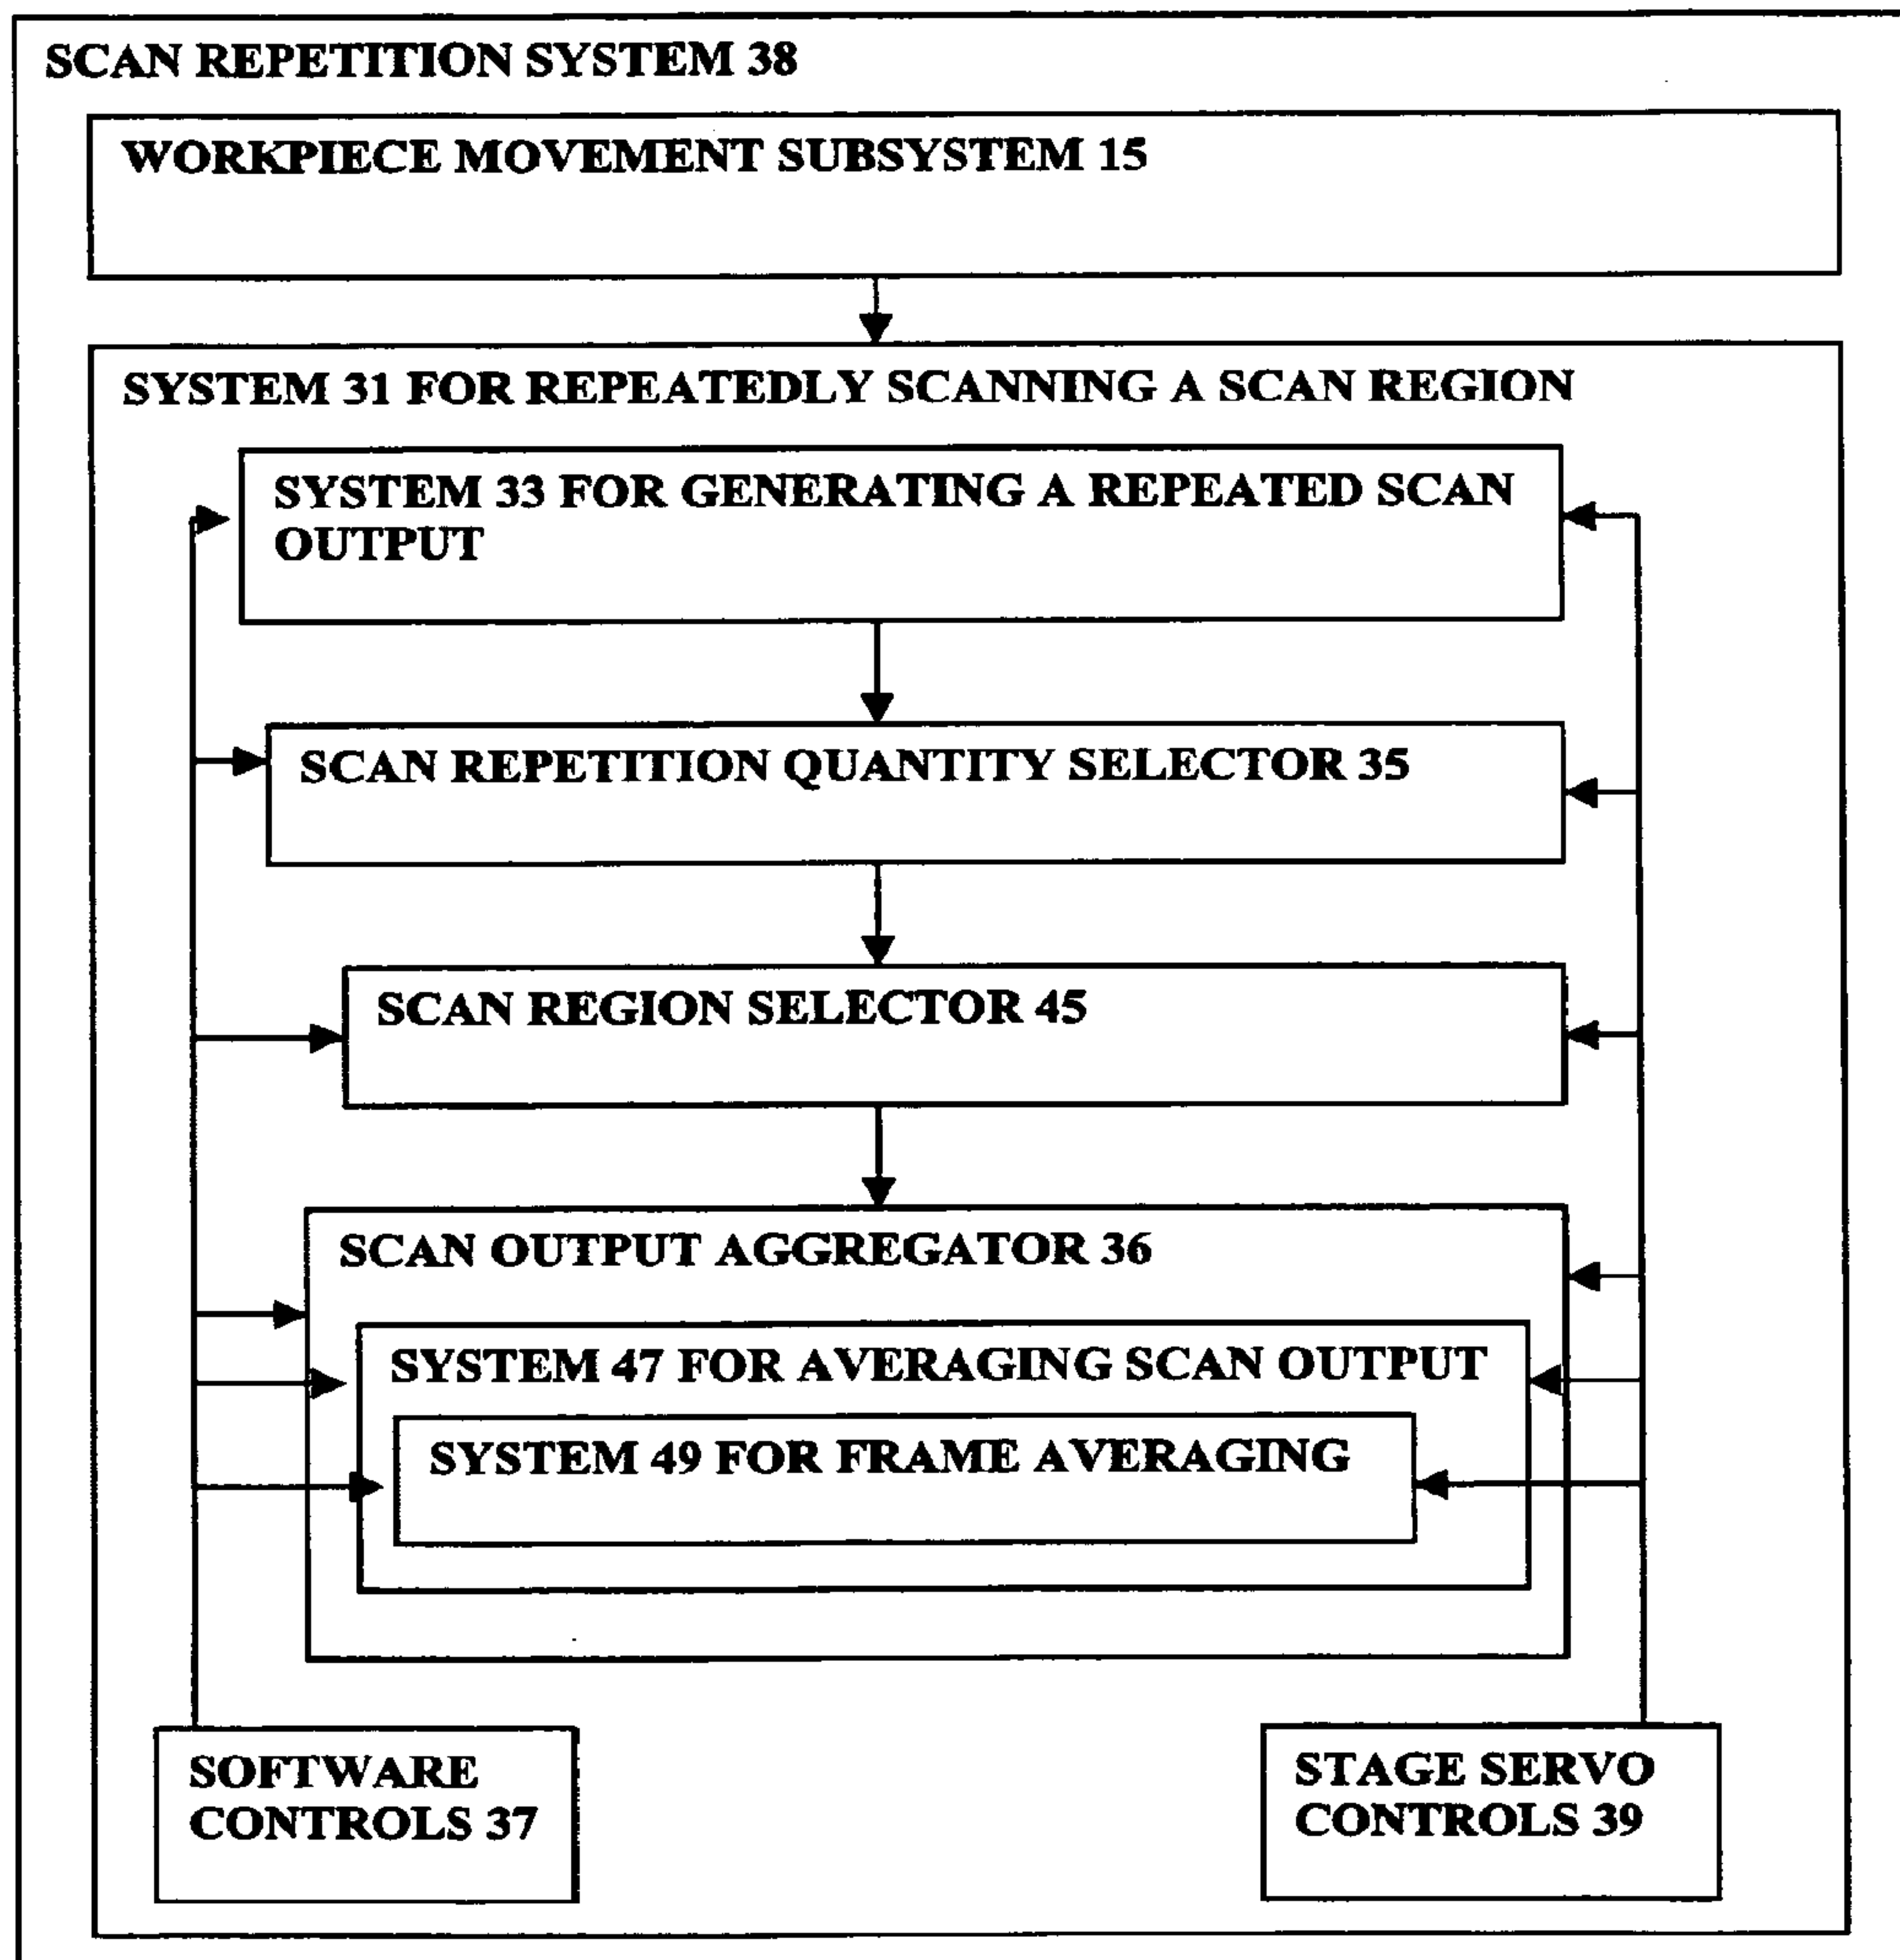 SCAN REPETITION SYSTEM 38
WORKPIECE MOVEMENT SUBSYSTEM 15
SYSTEM 31 FOR REPEATEDLY SCANNING A SCAN REGION
SYSTEM 33 FOR GENERATING A REPEATED SCAN
OUTPUT
SCAN REPETITION QUANTITY SELECTOR 35
SCAN REGION SELECTOR 45
SCAN OUTPUT AGGREGATOR 36
SYSTEM 47 FOR AVERAGING SCAN OUTPUT
SYSTEM 49 FOR FRAME AVERAGING
SOFTWARE
CONTROLS 37
STAGE SERVO
CONTROLS 39